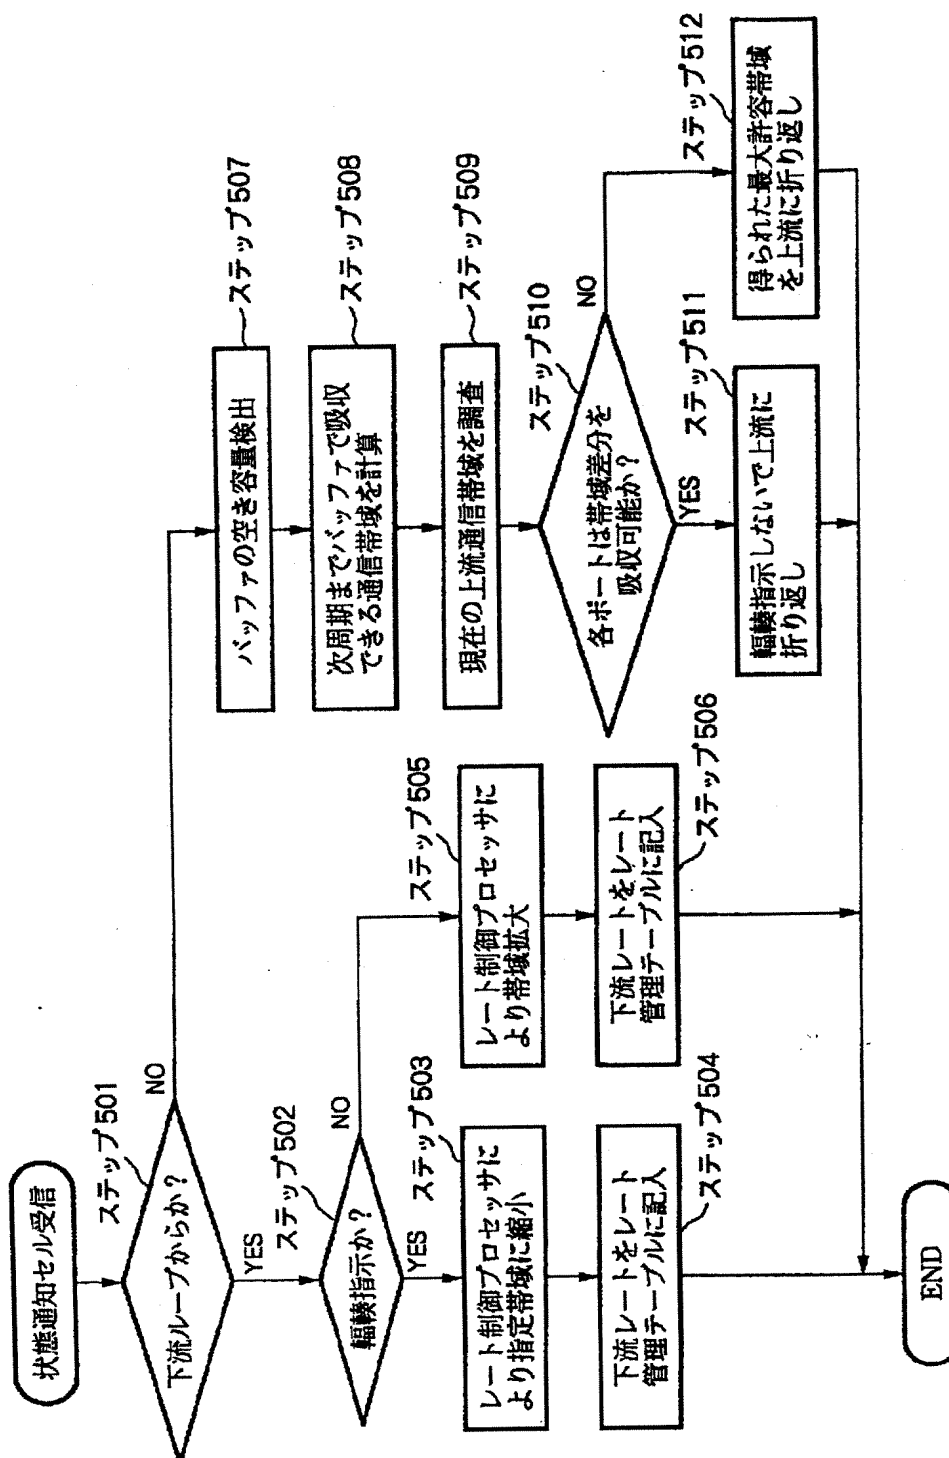 状態通知セル受信
ステップ501
下流ループからか?
NO
YES
ステップ502
輻輳指示か?
NO
YES
ステップ503
レート制御プロセッサに
より指定帯域に縮小
下流レートをレート
管理テーブルに記入
ステップ504
ステップ505
レート制御プロセッサに
より帯域拡大
下流レートをレート
管理テーブルに記入
ステップ506
ステップ507
バッファの空き容量検出
ステップ508
次周期までバッファで吸収
できる通信帯域を計算
ステップ509
現在の上流通信帯域を調査
ステップ510
各ポートは帯域差分を
吸収可能か?
NO
YES
ステップ511
輻輳指示しないで上流に
折り返し
ステップ512
得られた最大許容帯域
を上流に折り返し
END